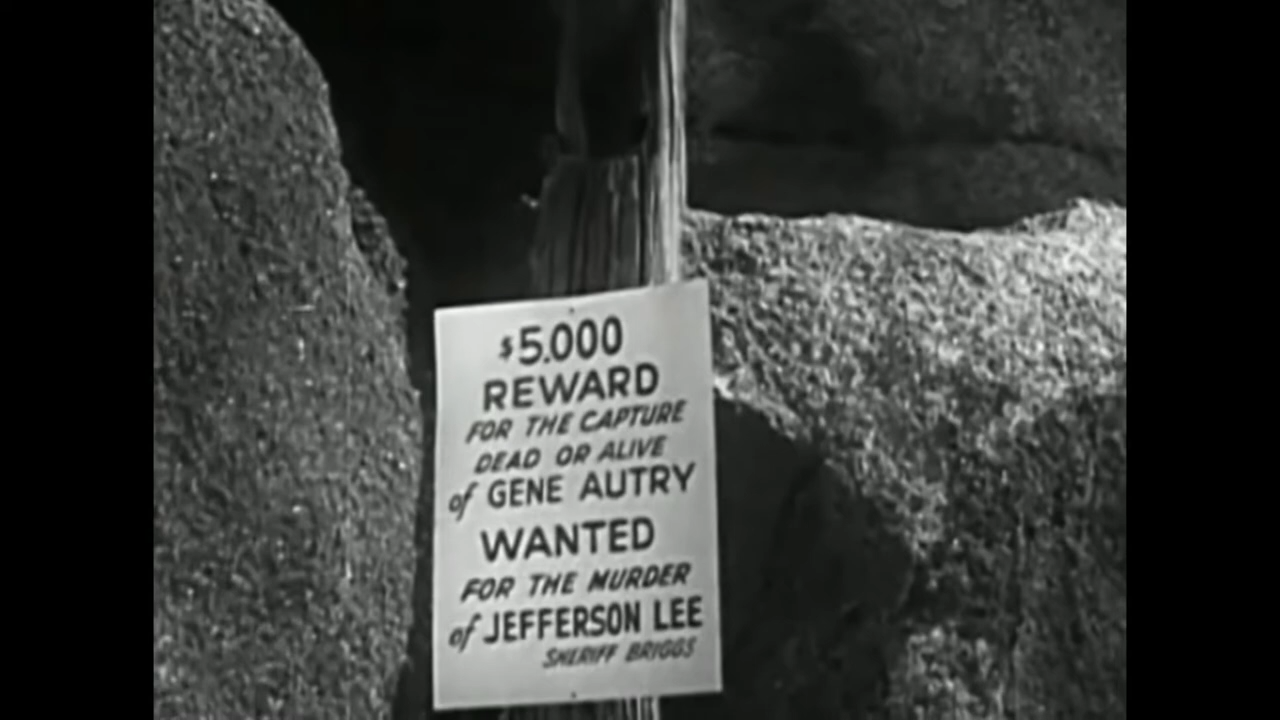 $5,000
REWARD
FOR THE CAPTURE
DEAD OR ALIVE
of GENE AUTRY
WANTED
FOR THE MURDER
of JEFFERSON LEE
SHERIFF BRIGGS